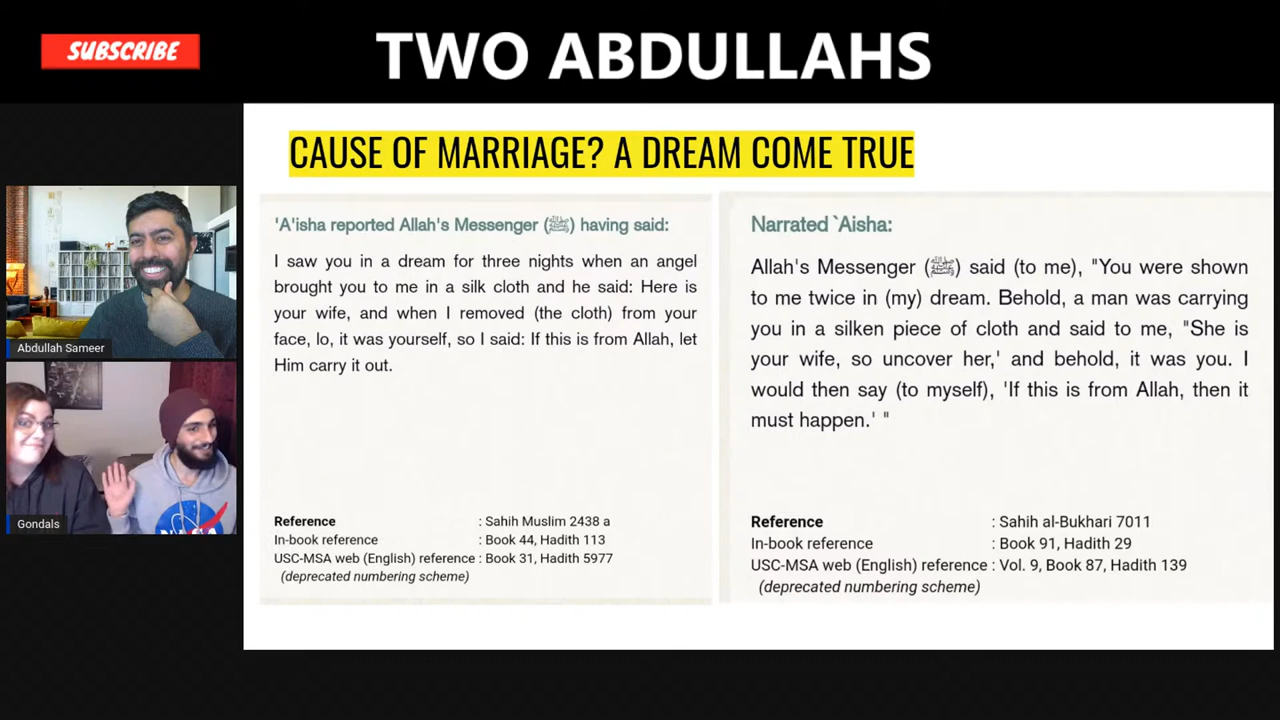 SUBSCRIBE
TWO ABDULLAHS
CAUSE OF MARRIAGE? A DREAM COME TRUE
'A'isha reported Allah's Messenger (ﷺ) having said:
I saw you in a dream for three nights when an angel
brought you to me in a silk cloth and he said: Here is
your wife, and when I removed (the cloth) from your
face, lo, it was yourself, so I said: If this is from Allah, let
Him carry it out.
Reference : Sahih Muslim 2438 a
In-book reference : Book 44, Hadith 113
USC-MSA web (English) reference : Book 31, Hadith 5977
(deprecated numbering scheme)
Narrated `Aisha:
Allah's Messenger (ﷺ) said (to me), "You were shown
to me twice in (my) dream. Behold, a man was carrying
you in a silken piece of cloth and said to me, "She is
your wife, so uncover her,' and behold, it was you. I
would then say (to myself), 'If this is from Allah, then it
must happen.' "
Reference : Sahih al-Bukhari 7011
In-book reference : Book 91, Hadith 29
USC-MSA web (English) reference : Vol. 9, Book 87, Hadith 139
(deprecated numbering scheme)
Abdullah Sameer
Gondals